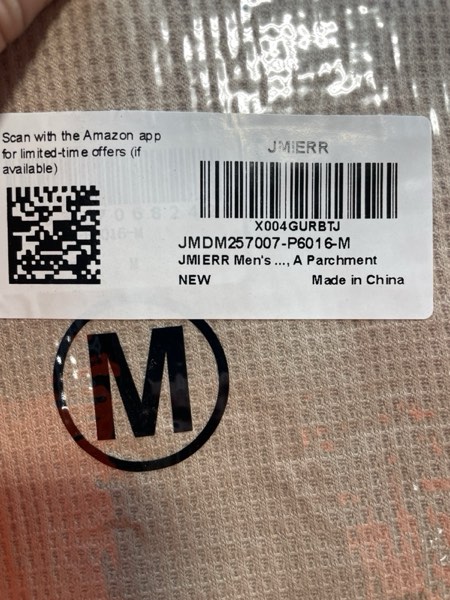 Scan with the Amazon app
for limited-time offers (if
available)
JMIERR
X004GURBTJ
JMDM257007-P6016-M
JMIERR Men's ..., A Parchment
NEW
Made in China
M